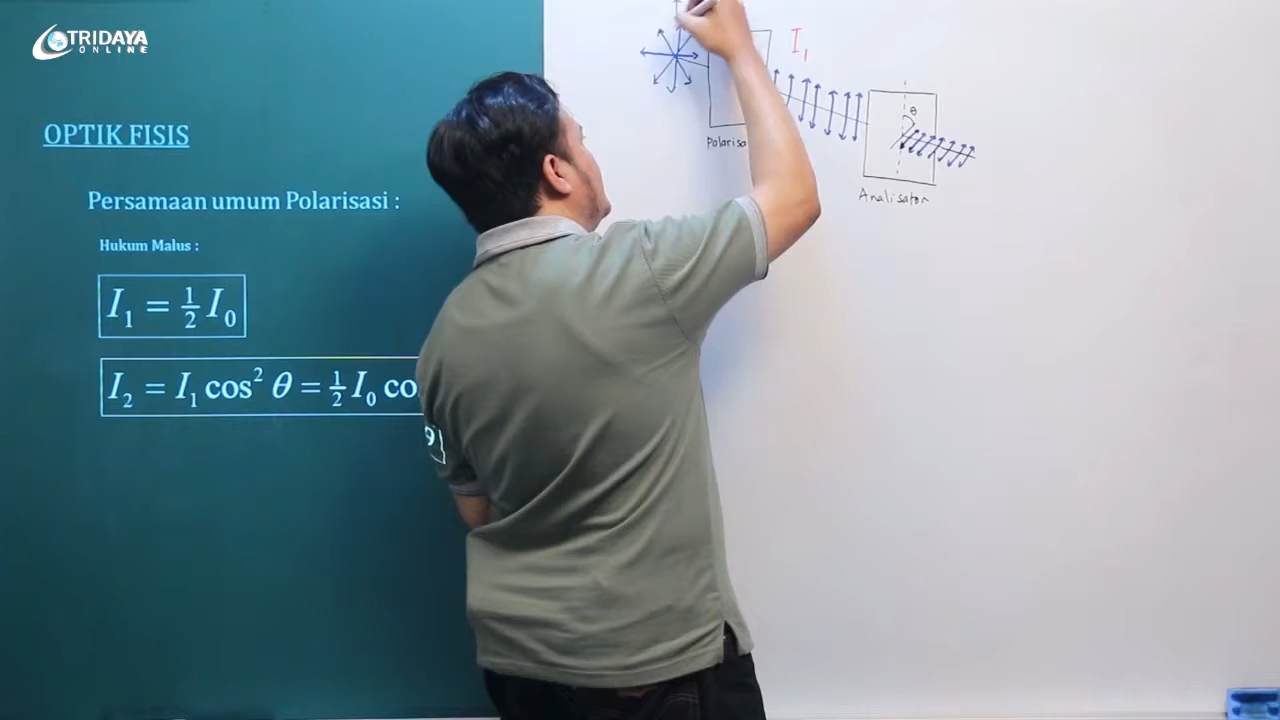 TRIDAYA
ONLINE
OPTIK FISIS
Persamaan umum Polarisasi :
Hukum Malus :
I₁ = ½ I₀
I₂ = I₁ cos² θ = ½ I₀ co
I₁
θ
Polarisa
Analisator